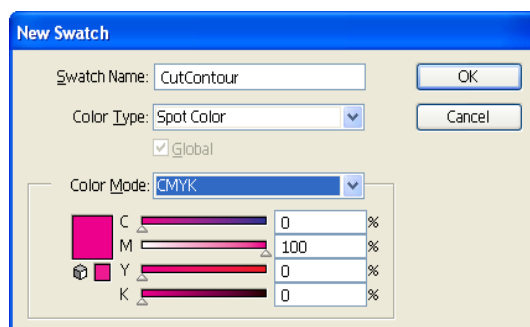 New Swatch
Swatch Name: CutContour OK
Color Type: Spot Color Cancel
Global
Color Mode: CMYK
C 0 %
M 100 %
Y 0 %
K 0 %